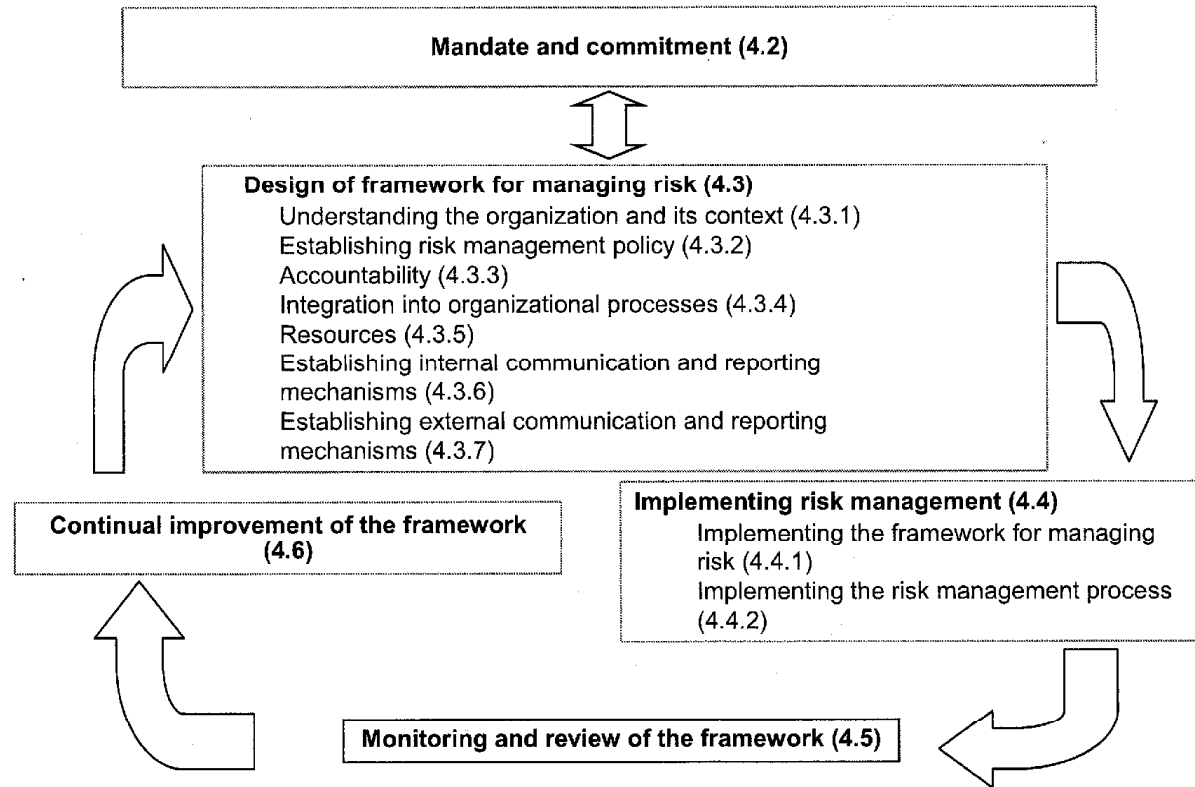 Mandate and commitment (4.2)
Design of framework for managing risk (4.3)
Understanding the organization and its context (4.3.1)
Establishing risk management policy (4.3.2)
Accountability (4.3.3)
Integration into organizational processes (4.3.4)
Resources (4.3.5)
Establishing internal communication and reporting
mechanisms (4.3.6)
Establishing external communication and reporting
mechanisms (4.3.7)
Implementing risk management (4.4)
Implementing the framework for managing
risk (4.4.1)
Implementing the risk management process
(4.4.2)
Monitoring and review of the framework (4.5)
Continual improvement of the framework
(4.6)